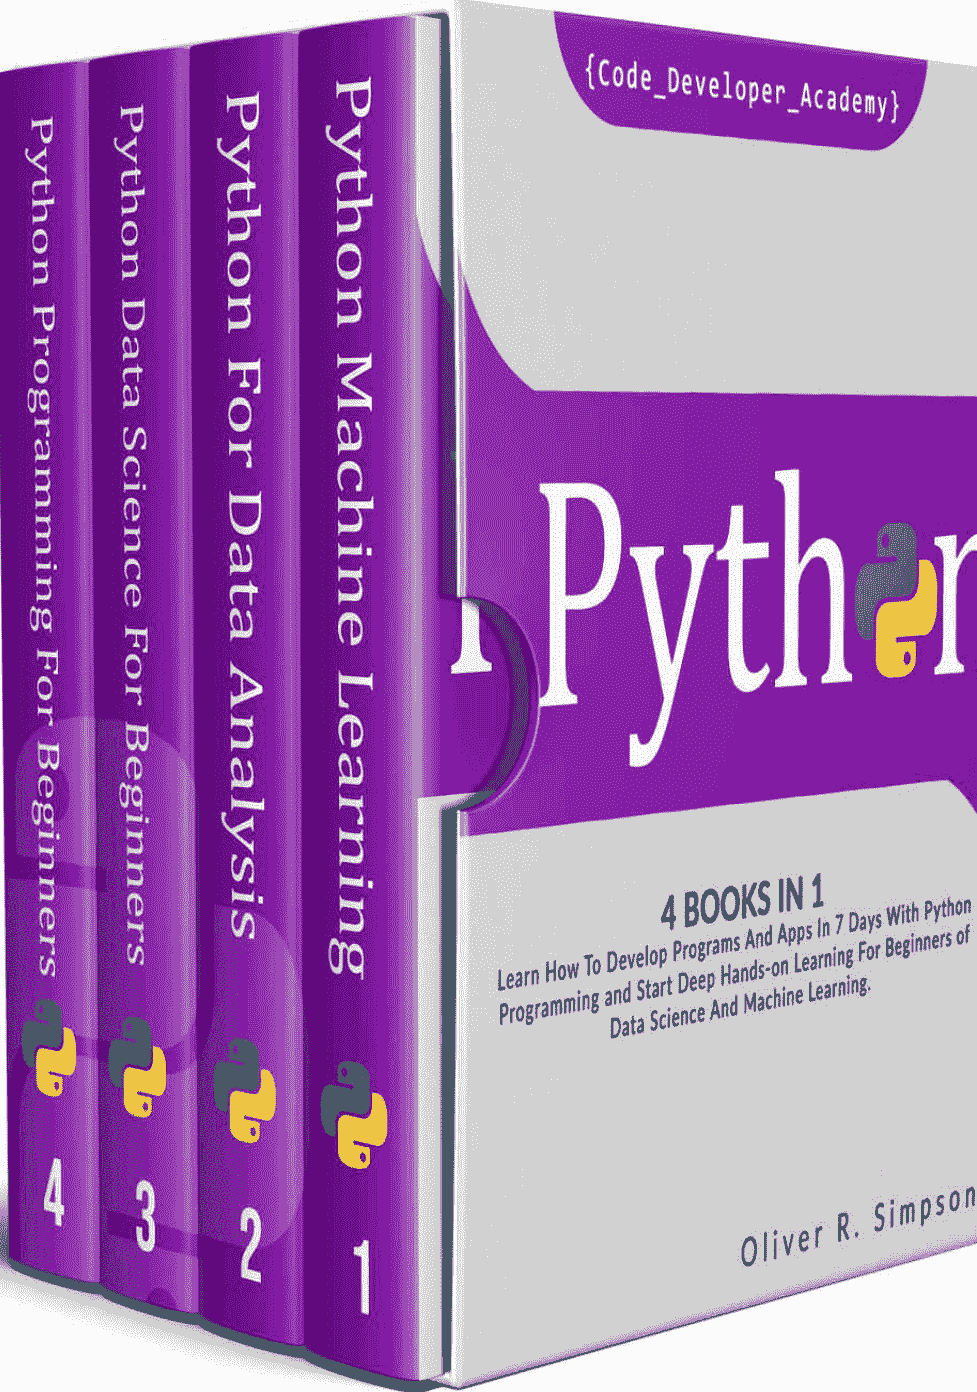 Python Programming For Beginners
4
Python Data Science For Beginners
3
Python For Data Analysis
2
Python Machine Learning
1
{Code_Developer_Academy}
Python
4 BOOKS IN 1
Learn How To Develop Programs And Apps In 7 Days With Python
Programming and Start Deep Hands-on Learning For Beginners of
Data Science And Machine Learning.
Oliver R. Simpson